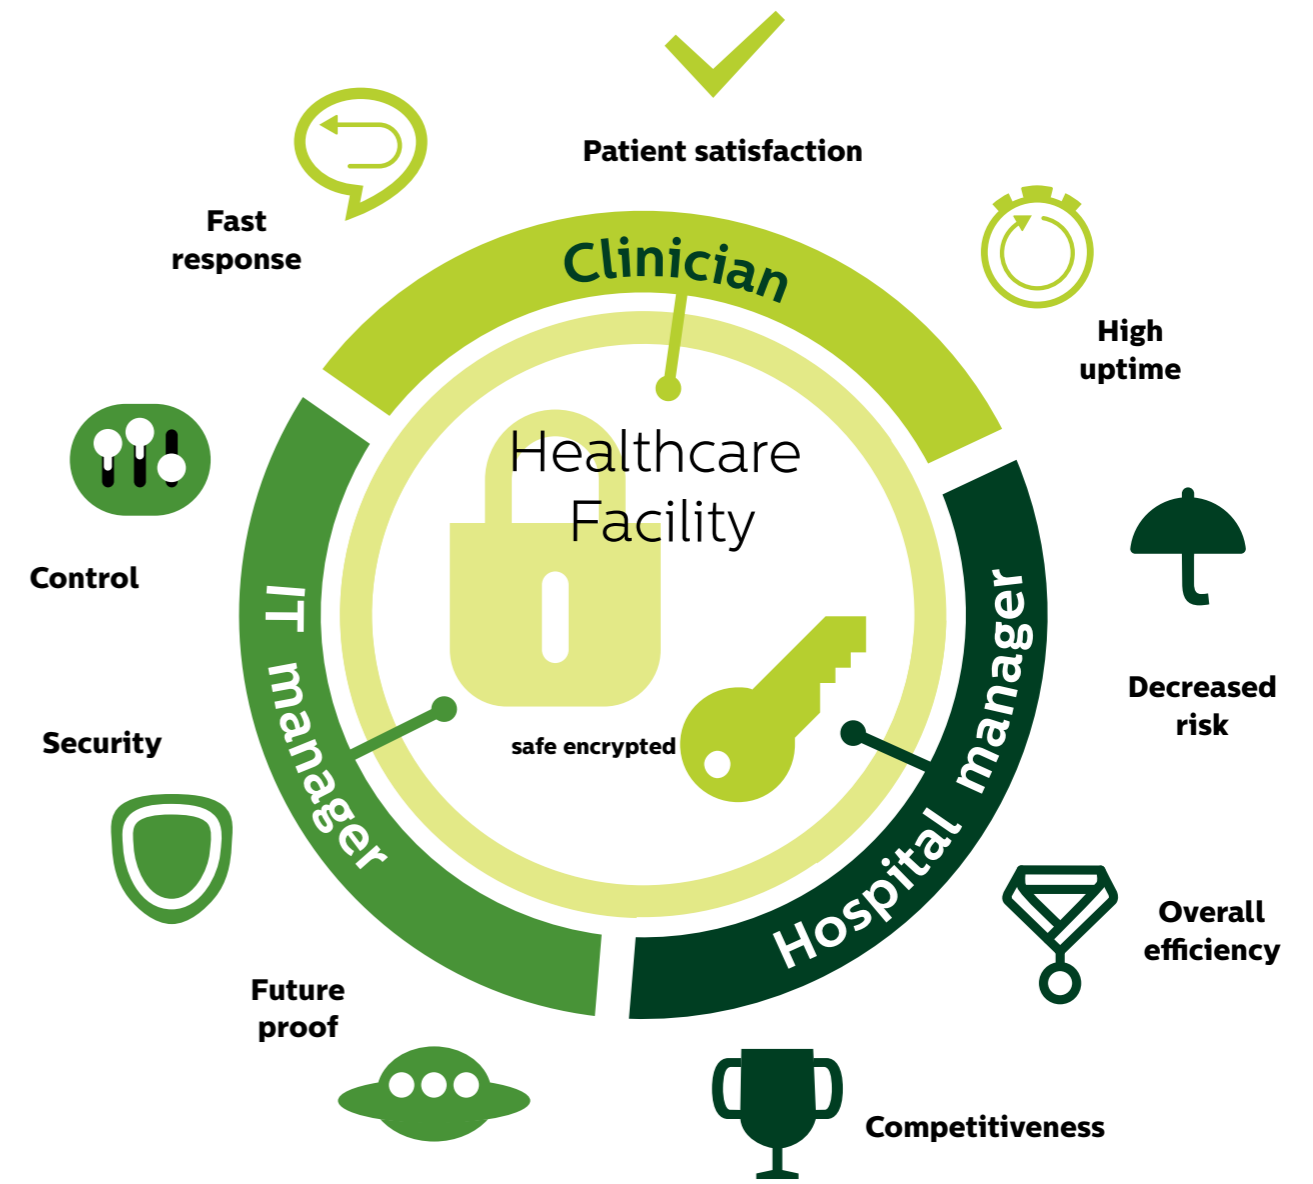 Patient satisfaction
Fast
response
Clinician
High
uptime
Healthcare
Facility
Control
IT manager
Hospital manager
Decreased
risk
Security
safe encrypted
Overall
efficiency
Future
proof
Competitiveness